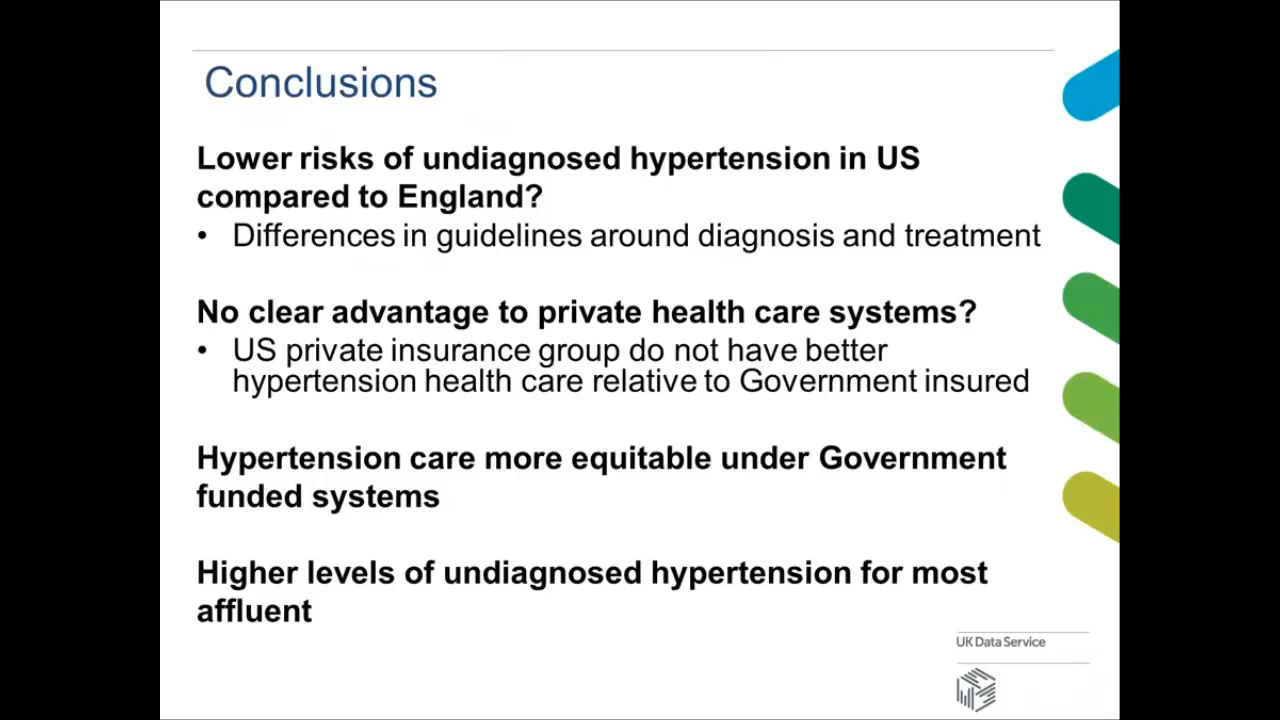 Conclusions
Lower risks of undiagnosed hypertension in US
compared to England?
• Differences in guidelines around diagnosis and treatment
No clear advantage to private health care systems?
• US private insurance group do not have better
hypertension health care relative to Government insured
Hypertension care more equitable under Government
funded systems
Higher levels of undiagnosed hypertension for most
affluent
UK Data Service